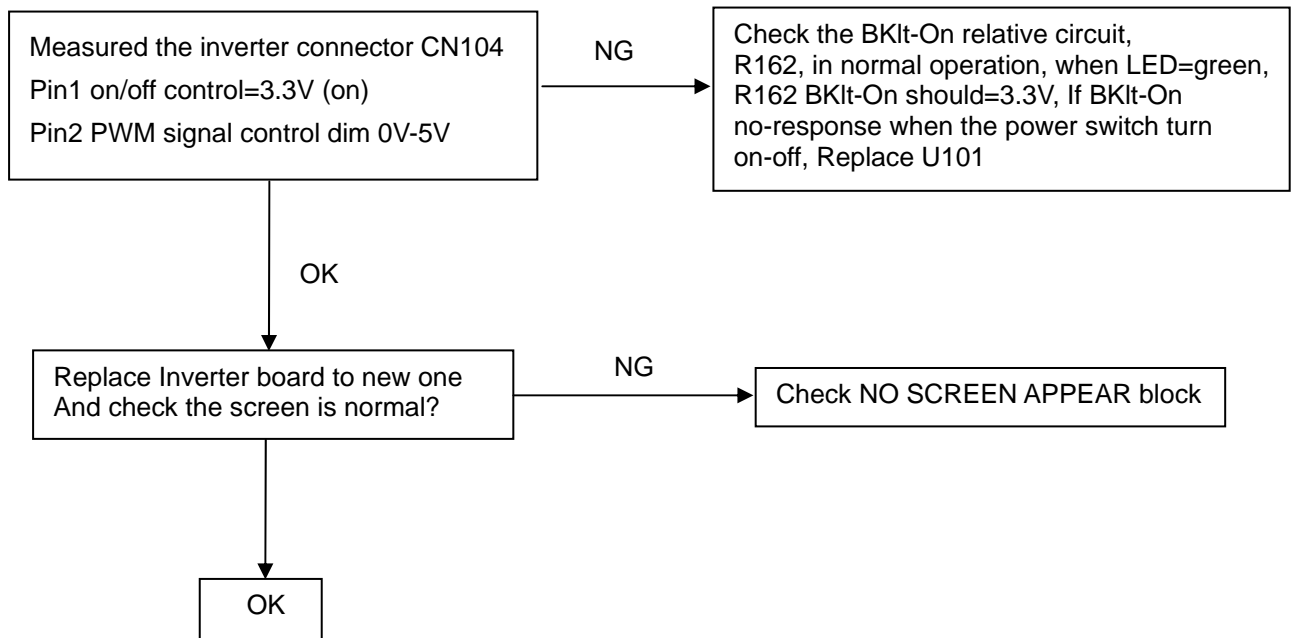 Measured the inverter connector CN104
Pin1 on/off control=3.3V (on)
Pin2 PWM signal control dim 0V-5V
NG
Check the BKlt-On relative circuit,
R162, in normal operation, when LED=green,
R162 BKlt-On should=3.3V, If BKlt-On
no-response when the power switch turn
on-off, Replace U101
OK
Replace Inverter board to new one
And check the screen is normal?
NG
Check NO SCREEN APPEAR block
OK